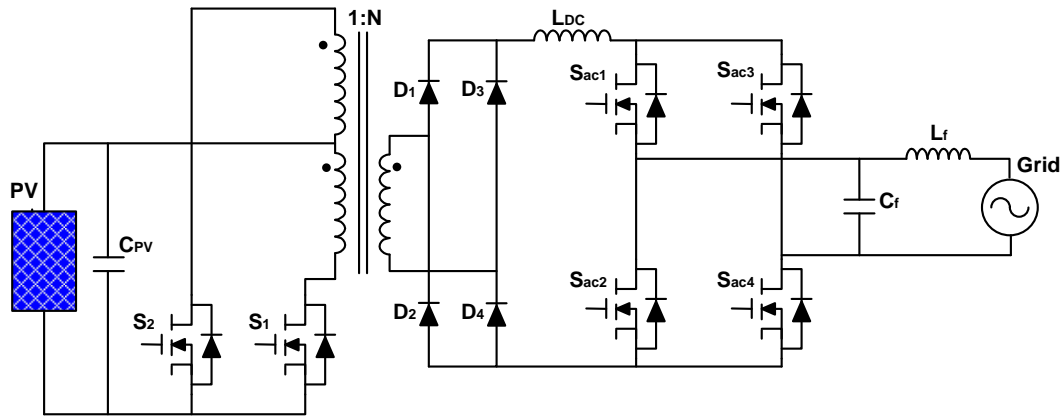 1:N
LDC
Sac1
Sac3
D1
D3
PV
CPV
S2
S1
D2
D4
Sac2
Sac4
Lf
Grid
Cf